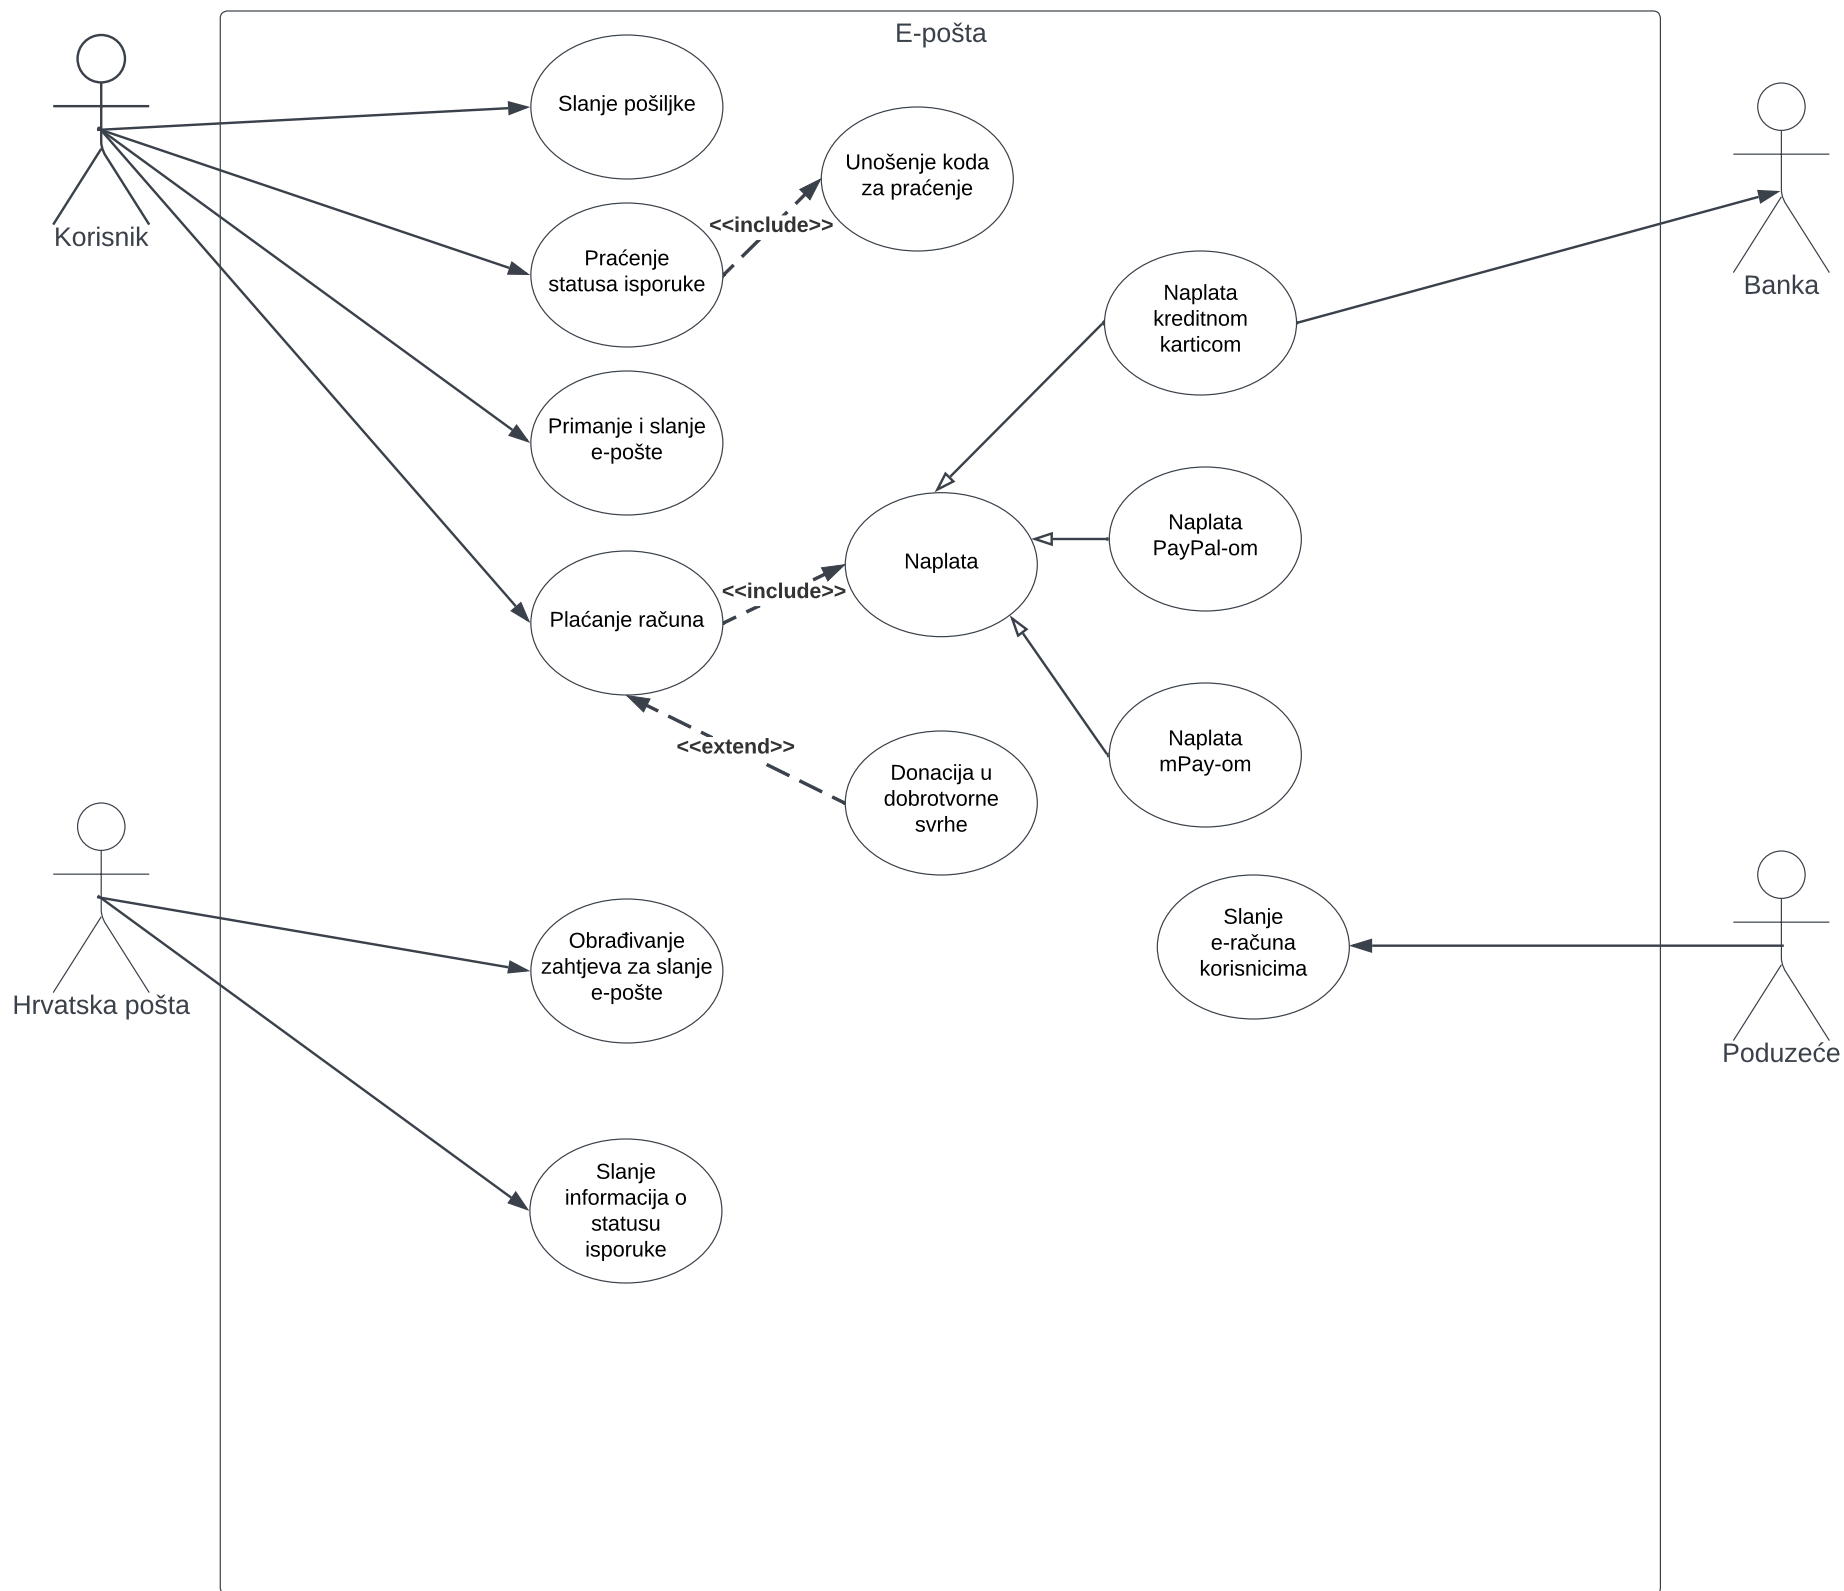 E-pošta
Slanje pošiljke
Unošenje koda
za praćenje
<<include>>
Korisnik
Praćenje
statusa isporuke
Banka
Naplata
kreditnom
karticom
Primanje i slanje
e-pošte
Naplata
PayPal-om
Naplata
<<include>>
Plaćanje računa
<<extend>>
Naplata
mPay-om
Donacija u
dobrotvorne
svrhe
Hrvatska pošta
Obrađivanje
zahtjeva za slanje
e-pošte
Slanje
e-računa
korisnicima
Poduzeće
Slanje
informacija o
statusu
isporuke